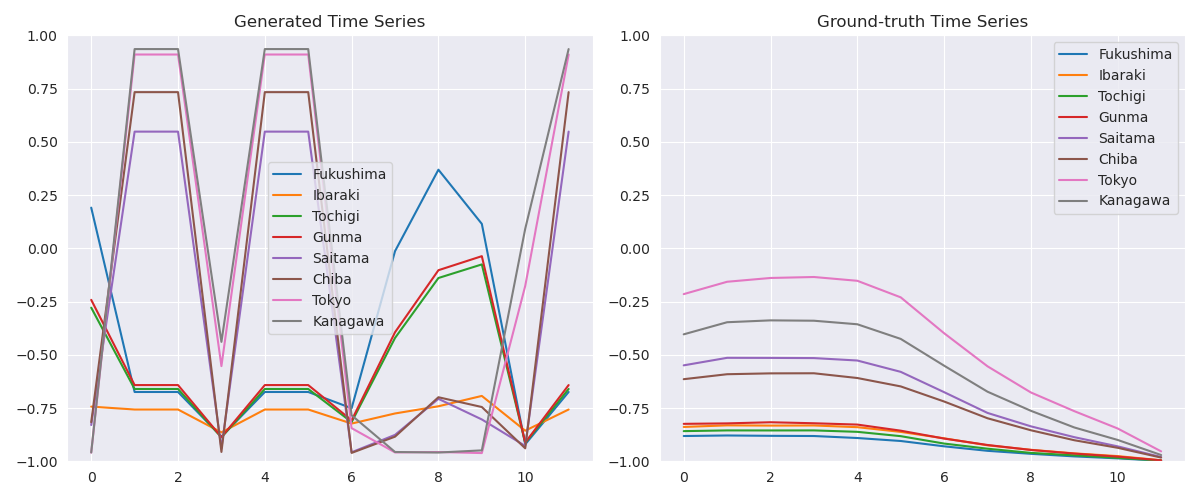 Generated Time Series
1.00
0.75
0.50
0.25
0.00
−0.25
−0.50
−0.75
−1.00
0 2 4 6 8 10
Fukushima
Ibaraki
Tochigi
Gunma
Saitama
Chiba
Tokyo
Kanagawa
Ground-truth Time Series
1.00
0.75
0.50
0.25
0.00
−0.25
−0.50
−0.75
−1.00
0 2 4 6 8 10
Fukushima
Ibaraki
Tochigi
Gunma
Saitama
Chiba
Tokyo
Kanagawa